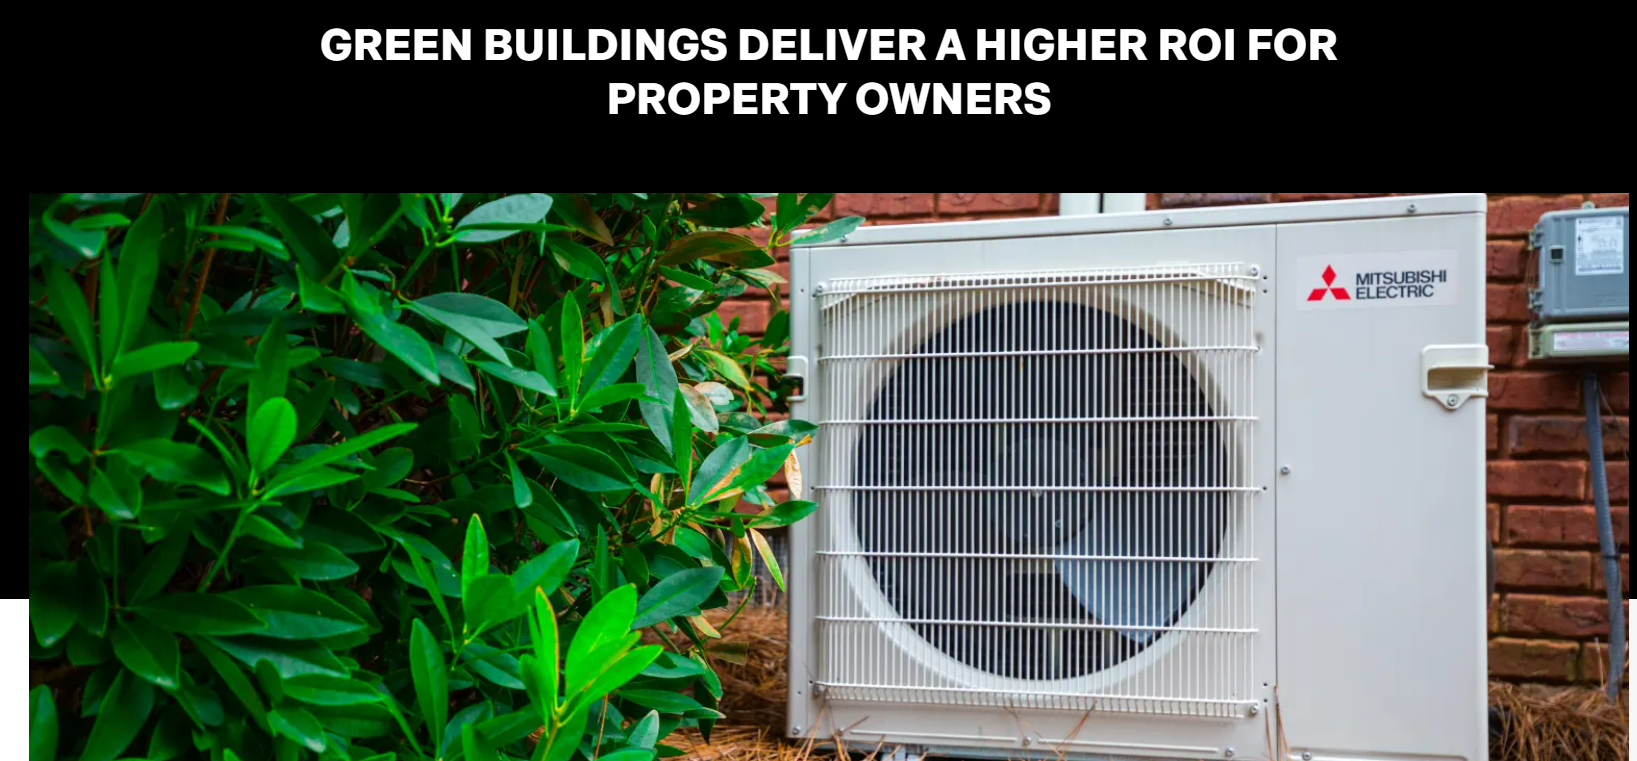 GREEN BUILDINGS DELIVER A HIGHER ROI FOR
PROPERTY OWNERS
MITSUBISHI
ELECTRIC